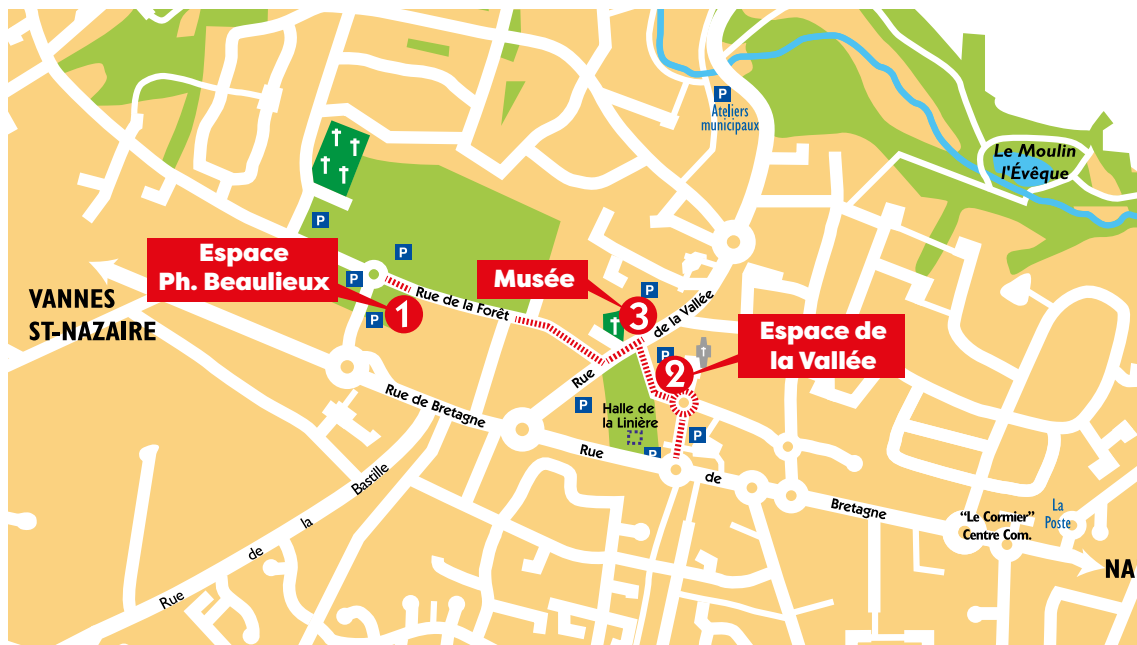 P
Ateliers
municipaux
Le Moulin
l'Évêque
P
P
Espace
Ph. Beaulieux
P
VANNES
ST-NAZAIRE
P
1
Rue de la Forêt
Musée
P
3
Rue de la Vallée
Espace de
la Vallée
P
2
P
Halle de
la Linière
P
P
Rue de Bretagne
Rue de Bretagne
Rue de la Bastille
"Le Cormier"
Centre Com.
La
Poste
NA